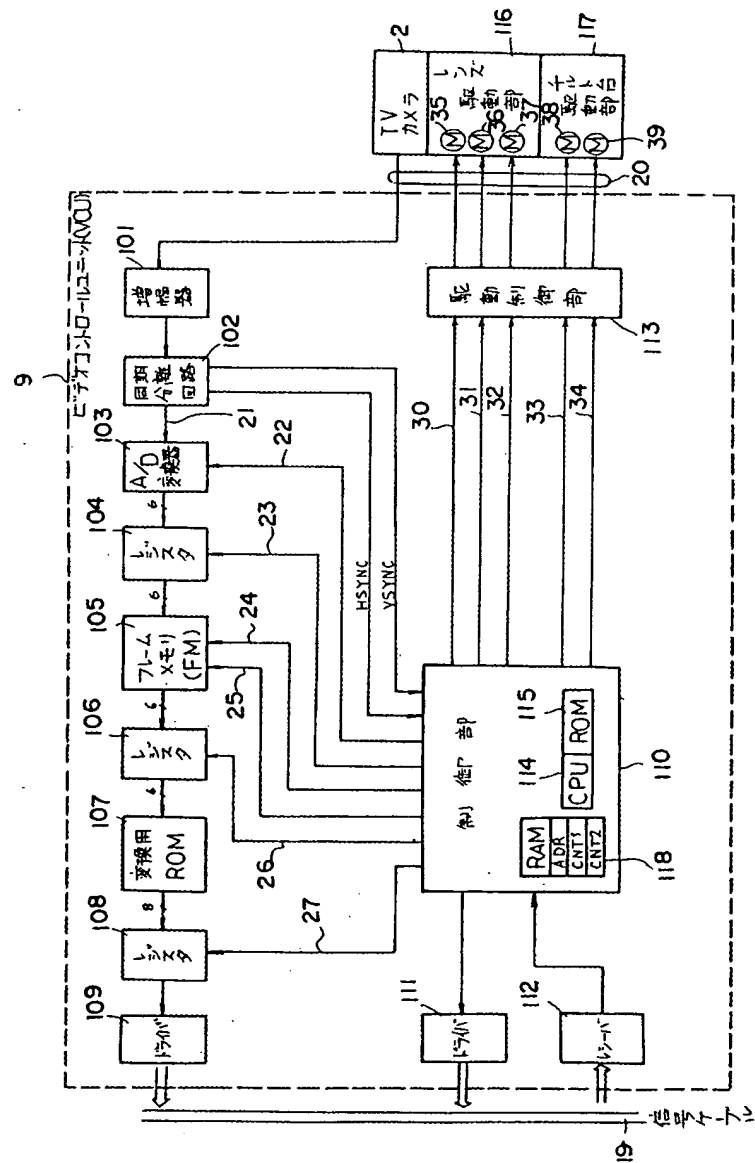 9
ビデオコントロールユニット(VCU)
109
ドライバ
108
レジスタ
8
107
変換用
ROM
6
106
レジスタ
6
105
フレーム
メモリ
(FM)
6
104
レジスタ
6
103
A/D
変換器
21
102
同期
分離
回路
101
増幅器
TV
カメラ
2
27
26
25
24
23
22
HSYNC
VSYNC
レンズ
駆動部
116
M
35
M
36
M
37
チルト台
駆動部
117
M
38
M
39
20
111
ドライバ
112
レシーバ
制御部
RAM
ADR
CNT1
CNT2
118
114
CPU
115
ROM
110
30
31
32
33
34
駆動制御部
113
19
信号ケーブル